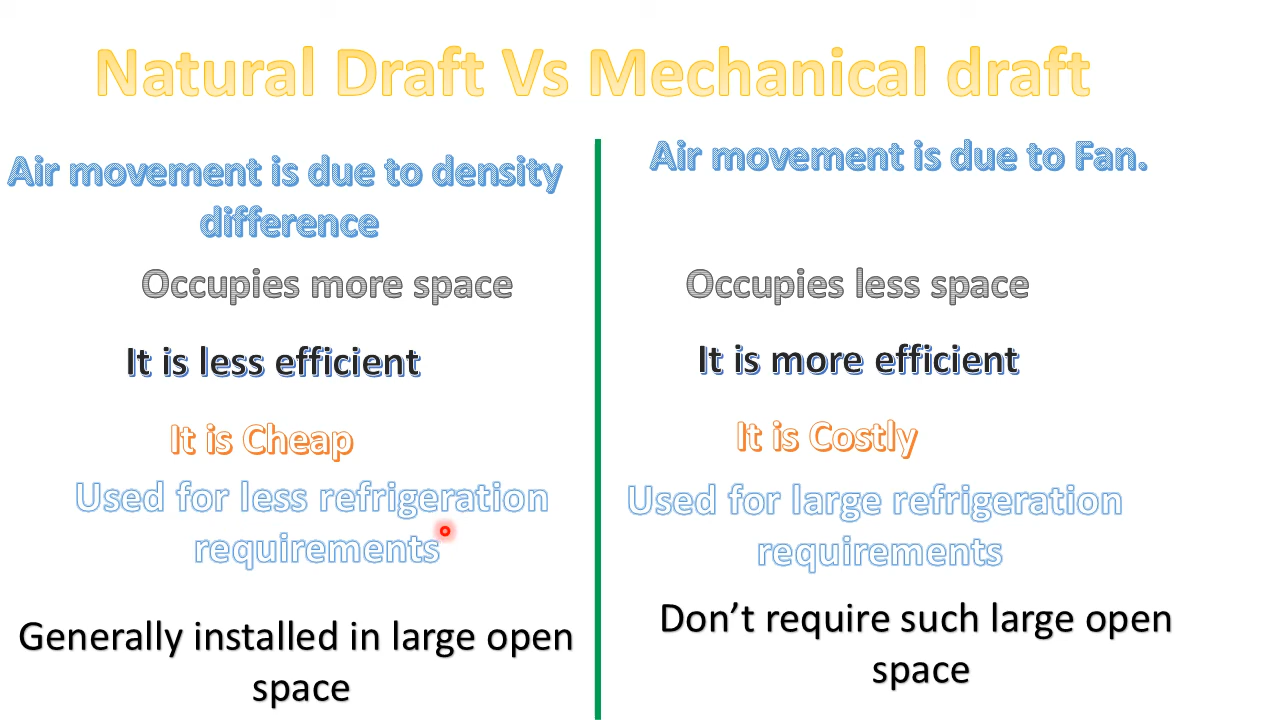 Natural Draft Vs Mechanical draft
Air movement is due to density
difference
Occupies more space
It is less efficient
It is Cheap
Used for less refrigeration
requirements
Generally installed in large open
space
Air movement is due to Fan.
Occupies less space
It is more efficient
It is Costly
Used for large refrigeration
requirements
Don’t require such large open
space